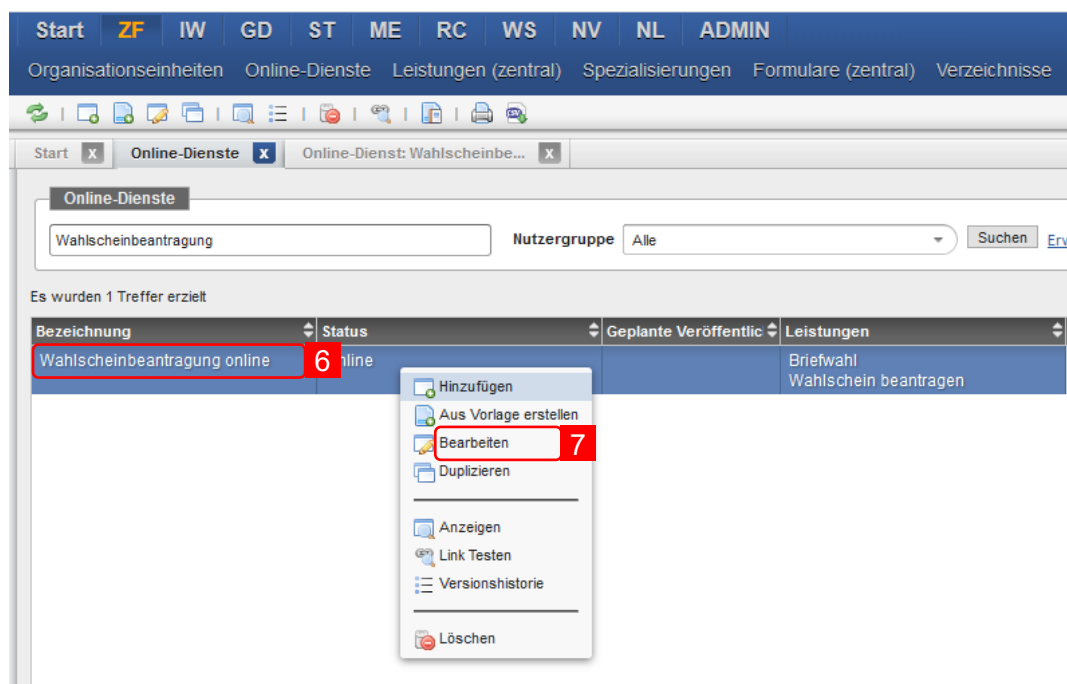 Start ZF IW GD ST ME RC WS NV NL ADMIN
Organisationseinheiten Online-Dienste Leistungen (zentral) Spezialisierungen Formulare (zentral) Verzeichnisse
Start x Online-Dienste x Online-Dienst: Wahlscheinbe... x
Online-Dienste
Wahlscheinbeantragung Nutzergruppe Alle Suchen Erv
Es wurden 1 Treffer erzielt
Bezeichnung Status Geplante Veröffentlic Leistungen
Wahlscheinbeantragung online 6 nline Briefwahl
Wahlschein beantragen
Hinzufügen
Aus Vorlage erstellen
Bearbeiten 7
Duplizieren
Anzeigen
Link Testen
Versionshistorie
Löschen